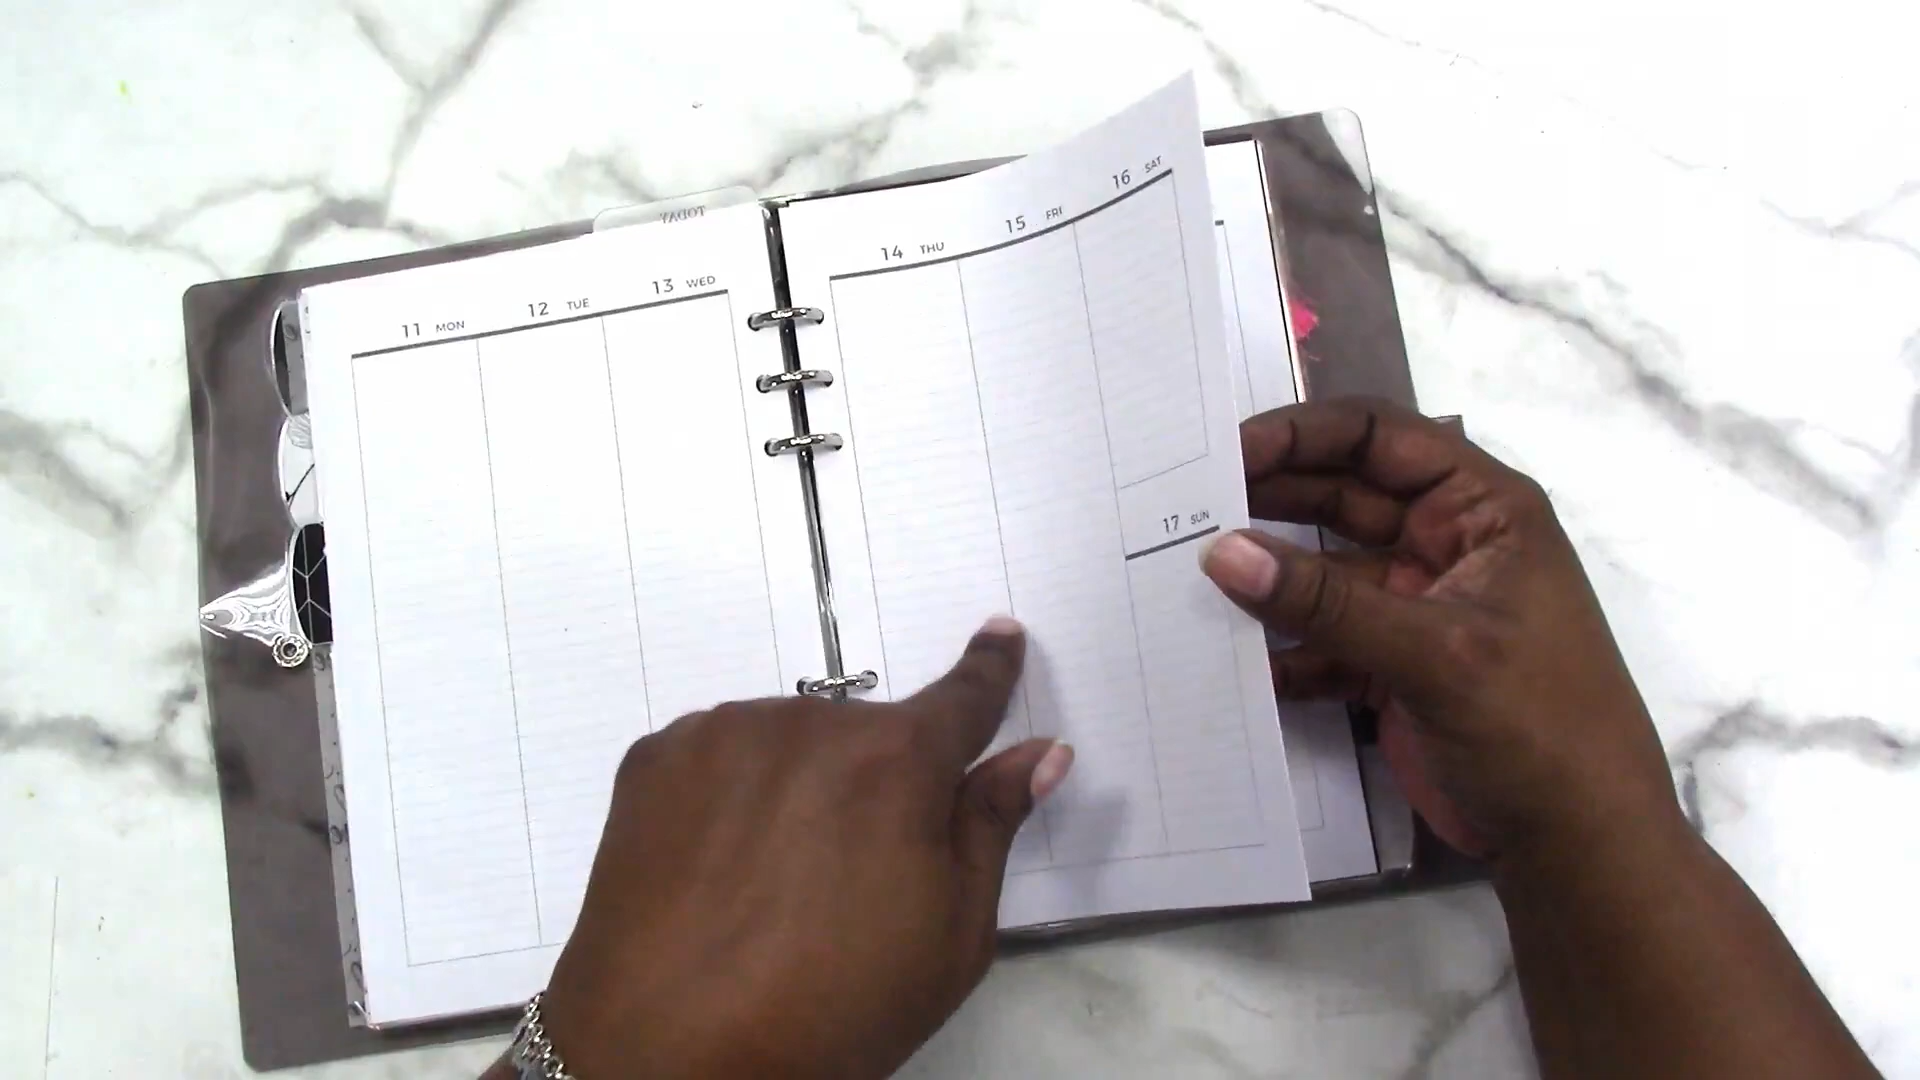 TODAY
11 MON
12 TUE
13 WED
14 THU
15 FRI
16 SAT
17 SUN